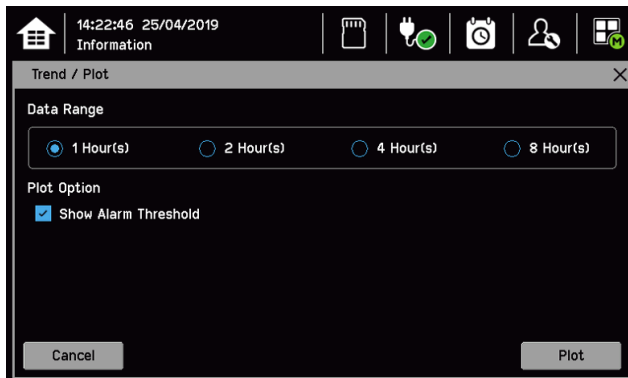 14:22:46 25/04/2019
Information
M
Trend / Plot
Data Range
1 Hour(s) 2 Hour(s) 4 Hour(s) 8 Hour(s)
Plot Option
Show Alarm Threshold
Cancel Plot